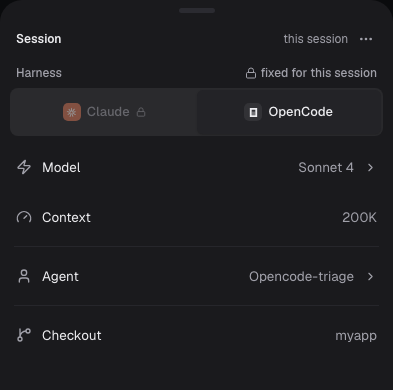 Session this session
Harness fixed for this session
Claude OpenCode
Model Sonnet 4
Context 200K
Agent Opencode-triage
Checkout myapp